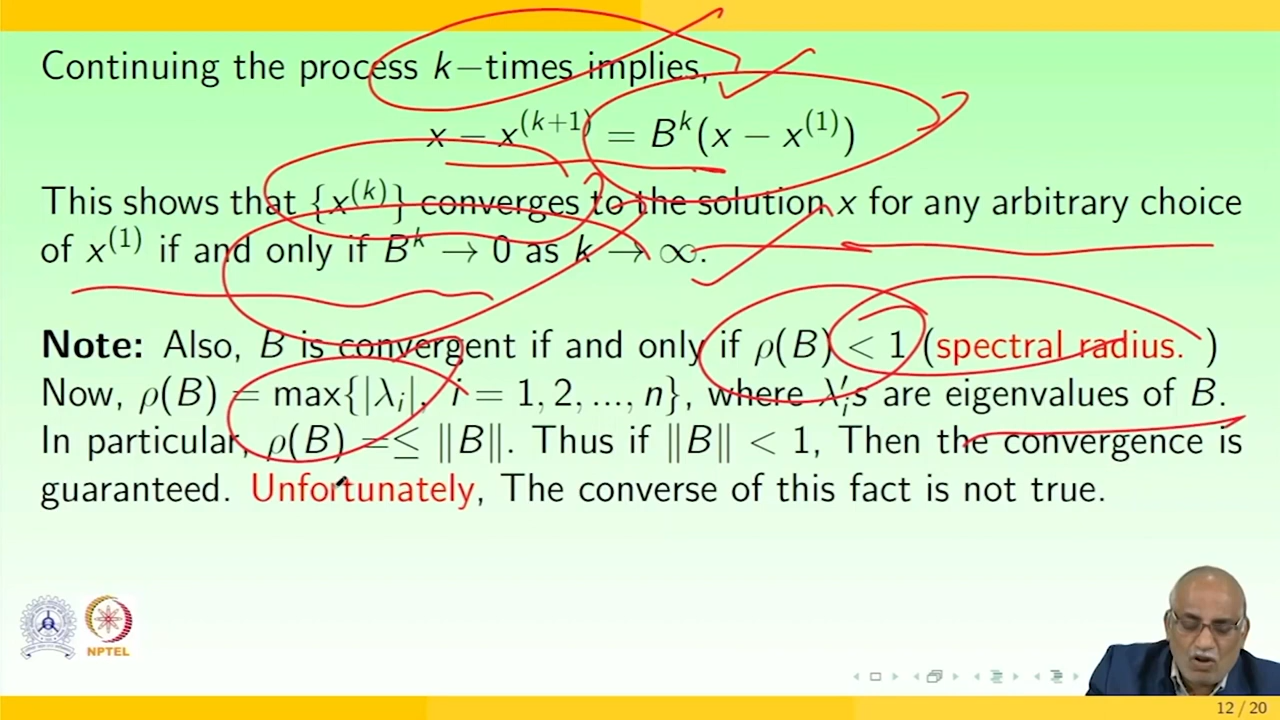 Continuing the process k−times implies,
x − x^(k+1) = B^k(x − x^(1))
This shows that {x^(k)} converges to the solution x for any arbitrary choice
of x^(1) if and only if B^k → 0 as k → ∞.
Note: Also, B is convergent if and only if ρ(B) < 1 (spectral radius. )
Now, ρ(B) = max{|λ_i|, i = 1, 2, ..., n}, where λ_i's are eigenvalues of B.
In particular, ρ(B) =≤ ∥B∥. Thus if ∥B∥ < 1, Then the convergence is
guaranteed. Unfortunately, The converse of this fact is not true.
NPTEL
12 / 20